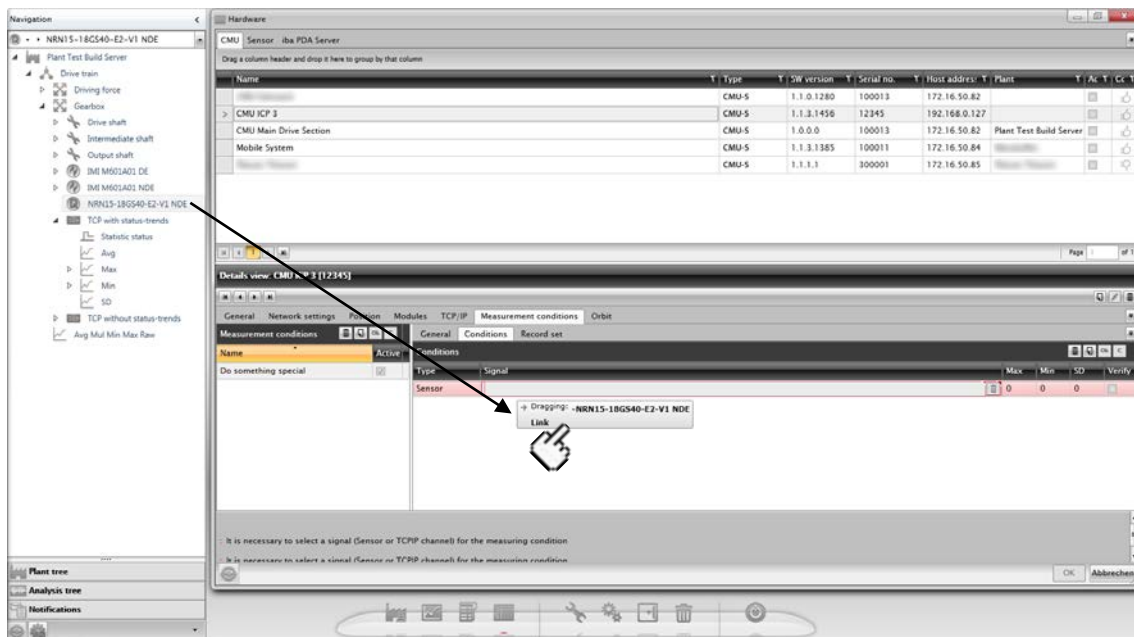 Navigation
NRN15-18GS40-E2-V1 NDE
Plant Test Build Server
Drive train
Driving force
Gearbox
Drive shaft
Intermediate shaft
Output shaft
IMI M601A01 DE
IMI M601A01 NDE
NRN15-18GS40-E2-V1 NDE
TCP with status-trends
Statistic status
Avg
Max
Min
SD
TCP without status-trends
Avg Mul Min Max Raw
Plant tree
Analysis tree
Notifications
Hardware
CMU Sensor iba PDA Server
Drag a column header and drop it here to group by that column
Name Type SW version Serial no. Host address Plant Ac Cc
CMU-S 1.1.0.1280 100013 172.16.50.82
CMU ICP 3 CMU-S 1.1.3.1456 12345 192.168.0.127
CMU Main Drive Section CMU-S 1.0.0.0 100013 172.16.50.82 Plant Test Build Server
Mobile System CMU-S 1.1.3.1385 100011 172.16.50.84
CMU-S 1.1.1.1 300001 172.16.50.85
1 Page 1 of 1
Details view: CMU ICP 3 [12345]
General Network settings Position Modules TCP/IP Measurement conditions Orbit
Measurement conditions
Name Active
Do something special
General Conditions Record set
Conditions
Type Signal Max Min SD Verify
Sensor 0 0 0
Dragging: -NRN15-18GS40-E2-V1 NDE
Link
It is necessary to select a signal (Sensor or TCPIP channel) for the measuring condition
It is necessary to select a signal (Sensor or TCPIP channel) for the measuring condition
OK Abbrechen